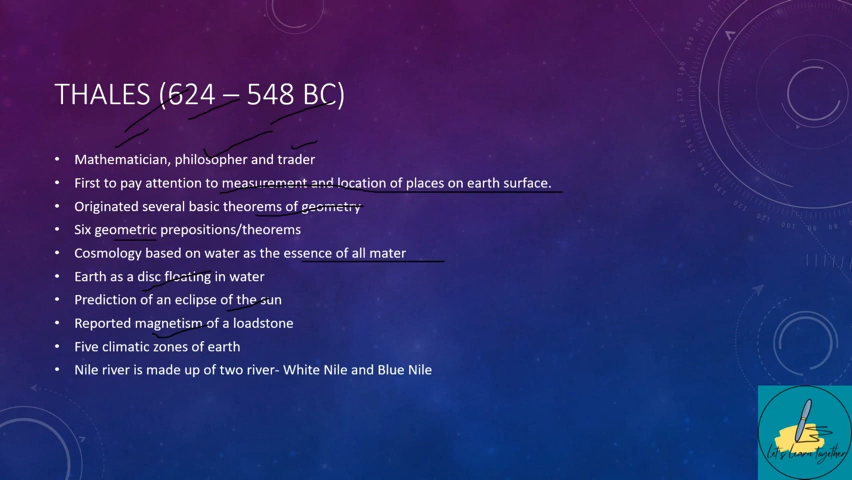 THALES (624 – 548 BC)
• Mathematician, philosopher and trader
• First to pay attention to measurement and location of places on earth surface.
• Originated several basic theorems of geometry
• Six geometric prepositions/theorems
• Cosmology based on water as the essence of all mater
• Earth as a disc floating in water
• Prediction of an eclipse of the sun
• Reported magnetism of a loadstone
• Five climatic zones of earth
• Nile river is made up of two river- White Nile and Blue Nile
Let's learn together